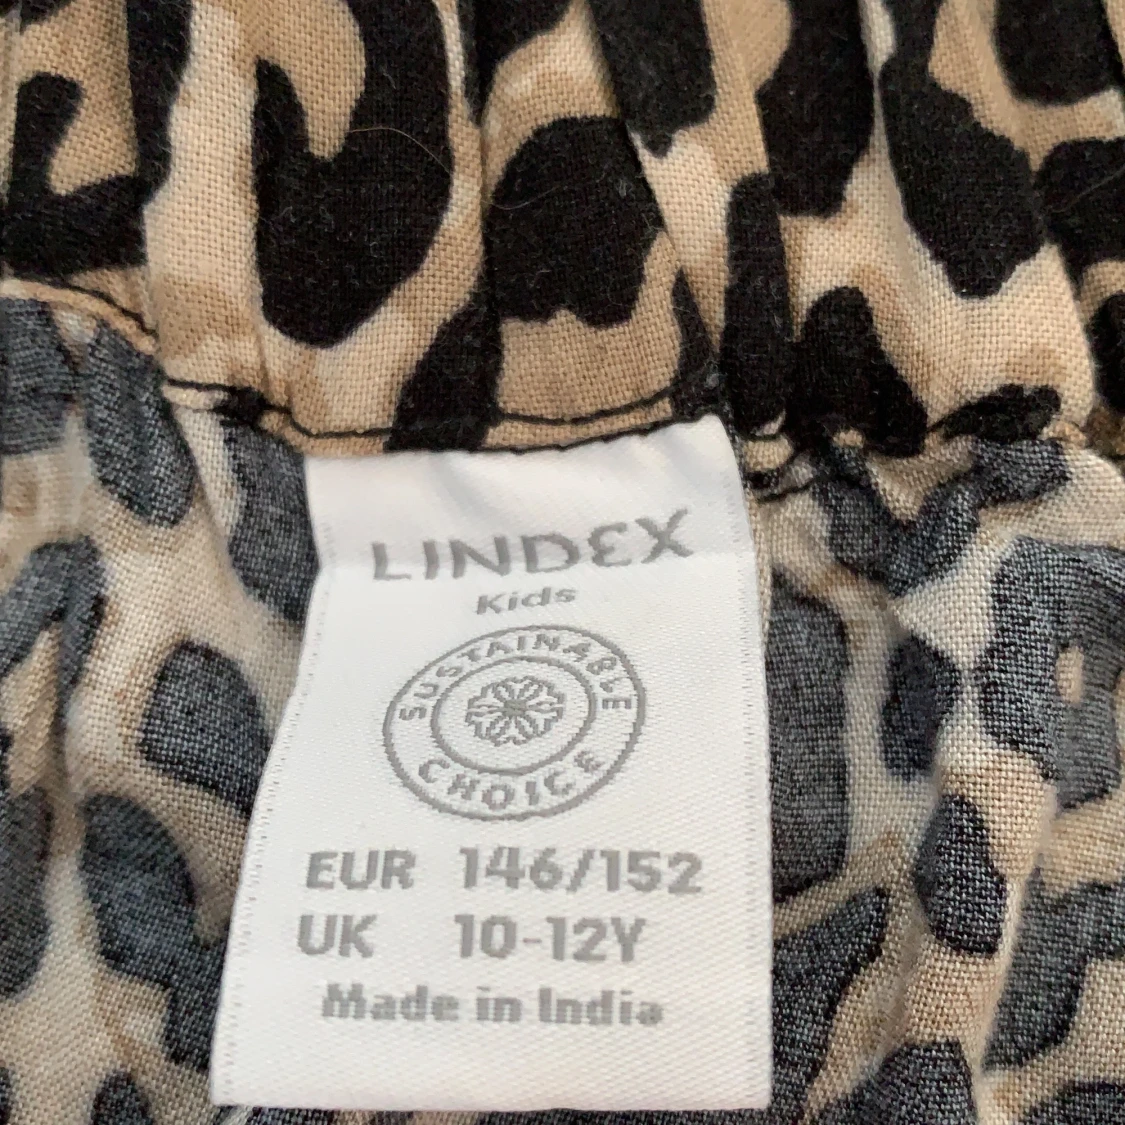 LINDEX
Kids
SUSTAINABLE
CHOICE
EUR 146/152
UK 10-12Y
Made in India